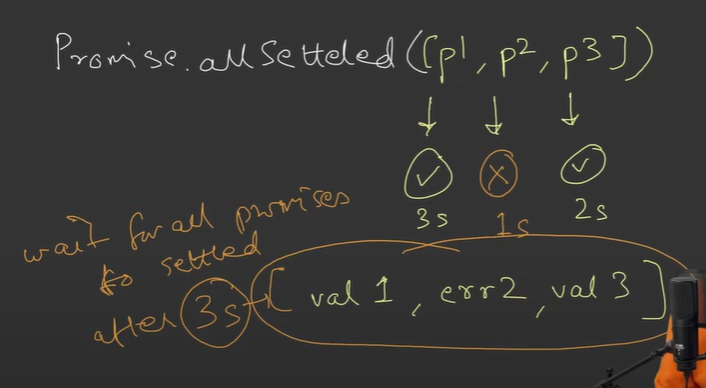 Promise.allSetteled([p1, p2, p3])
3s 1s 2s
wait for all promises
to settled
after 3s → [val 1, err2, val 3]